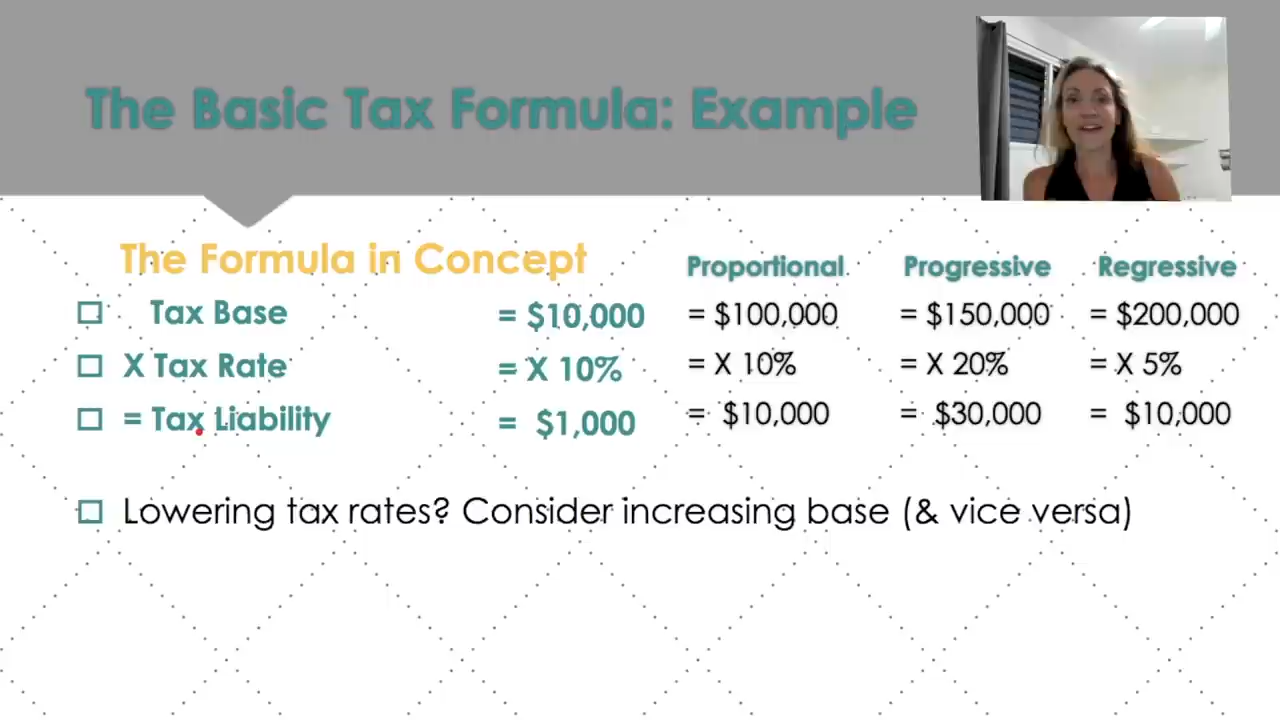 The Basic Tax Formula: Example
The Formula in Concept Proportional Progressive Regressive
Tax Base = $10,000 = $100,000 = $150,000 = $200,000
X Tax Rate = X 10% = X 10% = X 20% = X 5%
= Tax Liability = $1,000 = $10,000 = $30,000 = $10,000
Lowering tax rates? Consider increasing base (& vice versa)